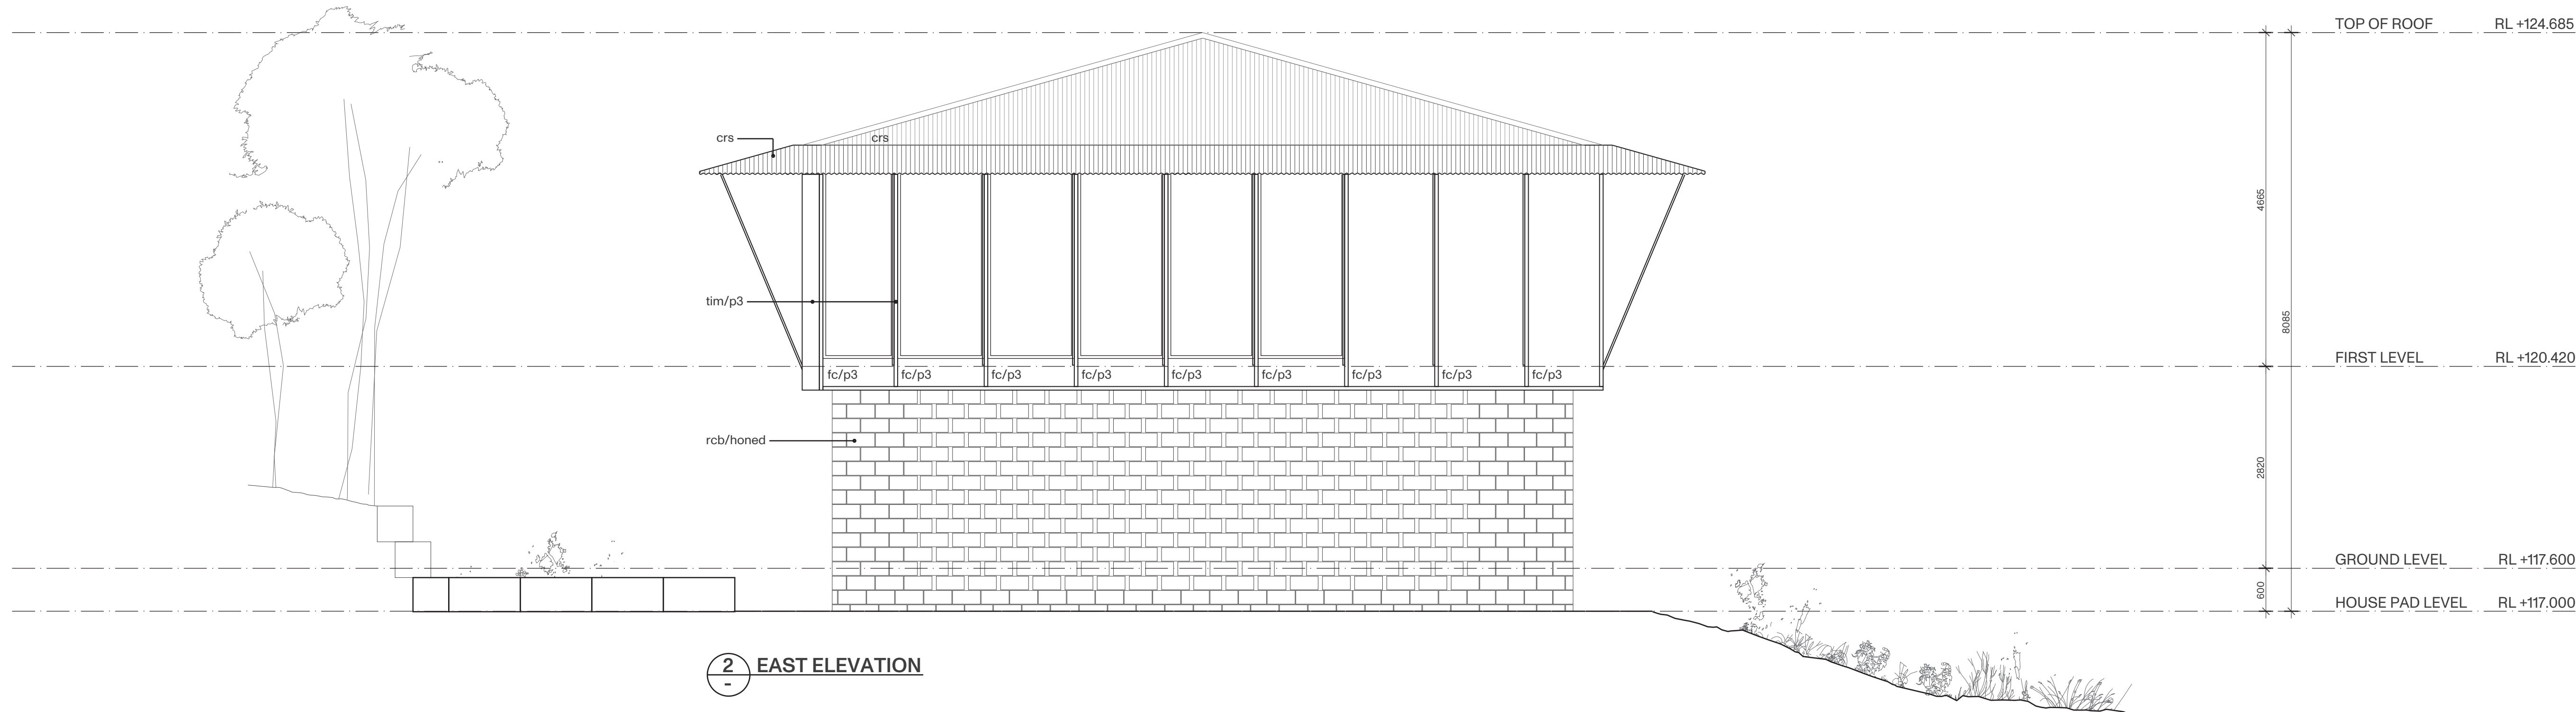 TOP OF ROOF RL +124.685
crs
crs
4665
tim/p3
8085
FIRST LEVEL RL +120.420
fc/p3 fc/p3 fc/p3 fc/p3 fc/p3 fc/p3 fc/p3 fc/p3 fc/p3
rcb/honed
2820
GROUND LEVEL RL +117.600
600
HOUSE PAD LEVEL RL +117.000
2 EAST ELEVATION
-